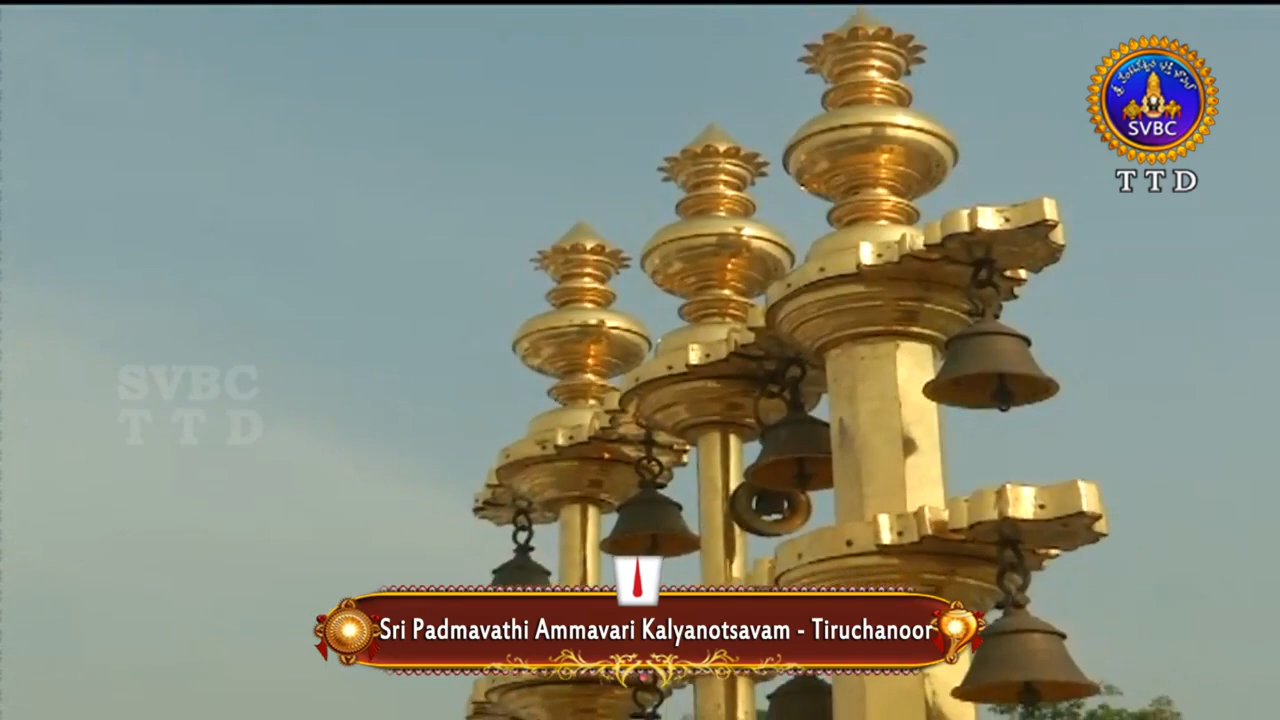 SVBC
TTD
SVBC
TTD
Sri Padmavathi Ammavari Kalyanotsavam - Tiruchanoor